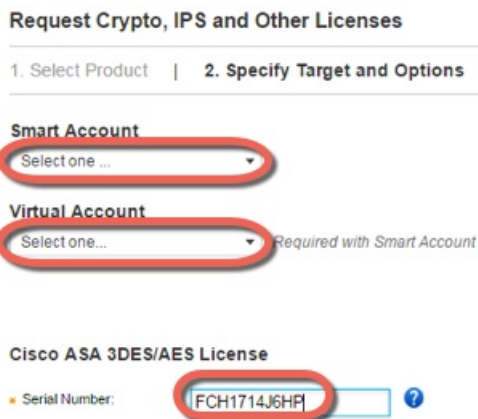 Request Crypto, IPS and Other Licenses
1. Select Product | 2. Specify Target and Options
Smart Account
Select one ...
Virtual Account
Select one... Required with Smart Account
Cisco ASA 3DES/AES License
* Serial Number: FCH1714J6HP ?